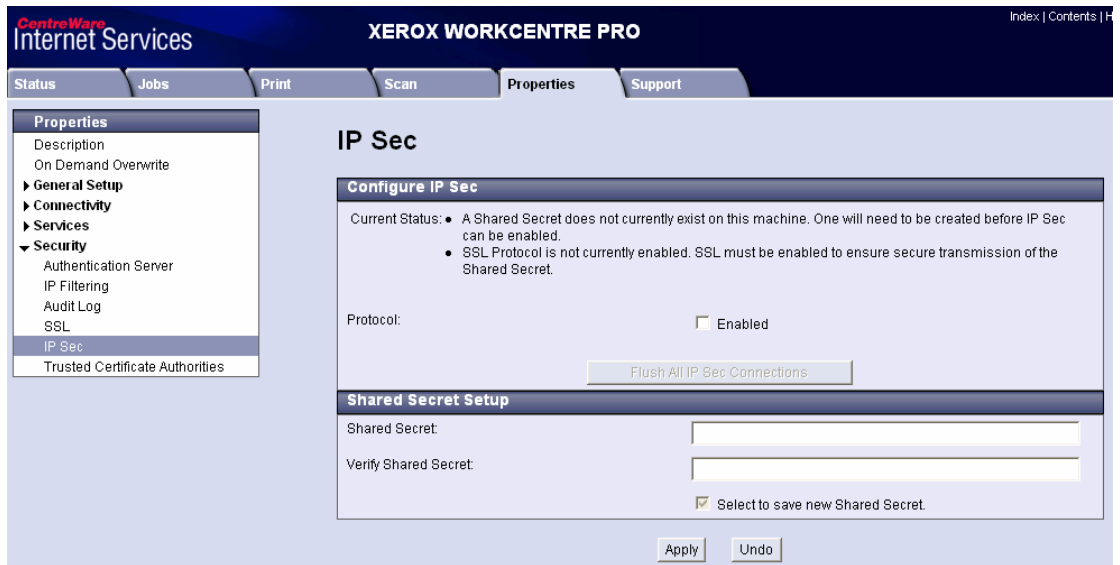 CentreWare
Internet Services
XEROX WORKCENTRE PRO
Index | Contents | H
Status
Jobs
Print
Scan
Properties
Support
Properties
Description
On Demand Overwrite
General Setup
Connectivity
Services
Security
Authentication Server
IP Filtering
Audit Log
SSL
IP Sec
Trusted Certificate Authorities
IP Sec
Configure IP Sec
Current Status: ● A Shared Secret does not currently exist on this machine. One will need to be created before IP Sec
can be enabled.
● SSL Protocol is not currently enabled. SSL must be enabled to ensure secure transmission of the
Shared Secret.
Protocol:
Enabled
Flush All IP Sec Connections
Shared Secret Setup
Shared Secret:
Verify Shared Secret:
Select to save new Shared Secret.
Apply
Undo